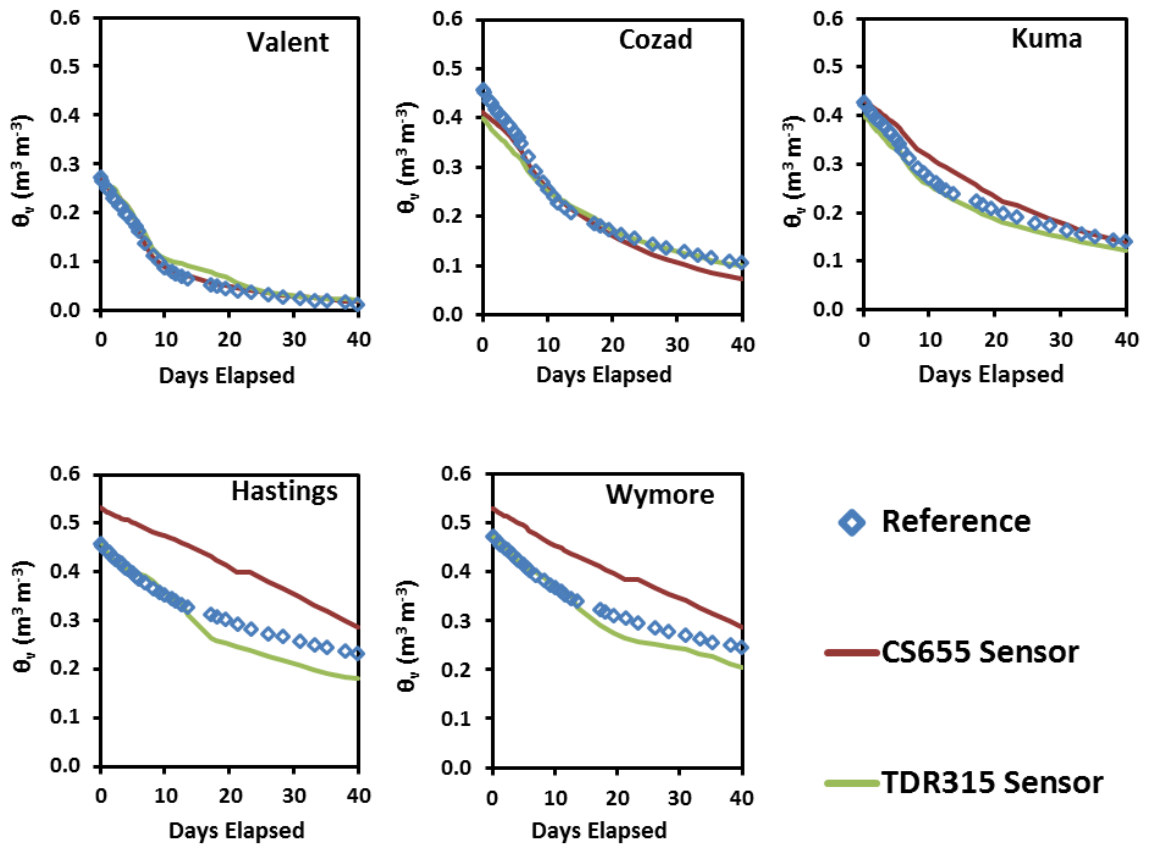 Valent
0.6
0.5
0.4
0.3
0.2
0.1
0.0
θv (m³ m⁻³)
0 10 20 30 40
Days Elapsed
Cozad
0.6
0.5
0.4
0.3
0.2
0.1
0.0
θv (m³ m⁻³)
0 10 20 30 40
Days Elapsed
Kuma
0.6
0.5
0.4
0.3
0.2
0.1
0.0
θv (m³ m⁻³)
0 10 20 30 40
Days Elapsed
Hastings
0.6
0.5
0.4
0.3
0.2
0.1
0.0
θv (m³ m⁻³)
0 10 20 30 40
Days Elapsed
Wymore
0.6
0.5
0.4
0.3
0.2
0.1
0.0
θv (m³ m⁻³)
0 10 20 30 40
Days Elapsed
Reference
CS655 Sensor
TDR315 Sensor